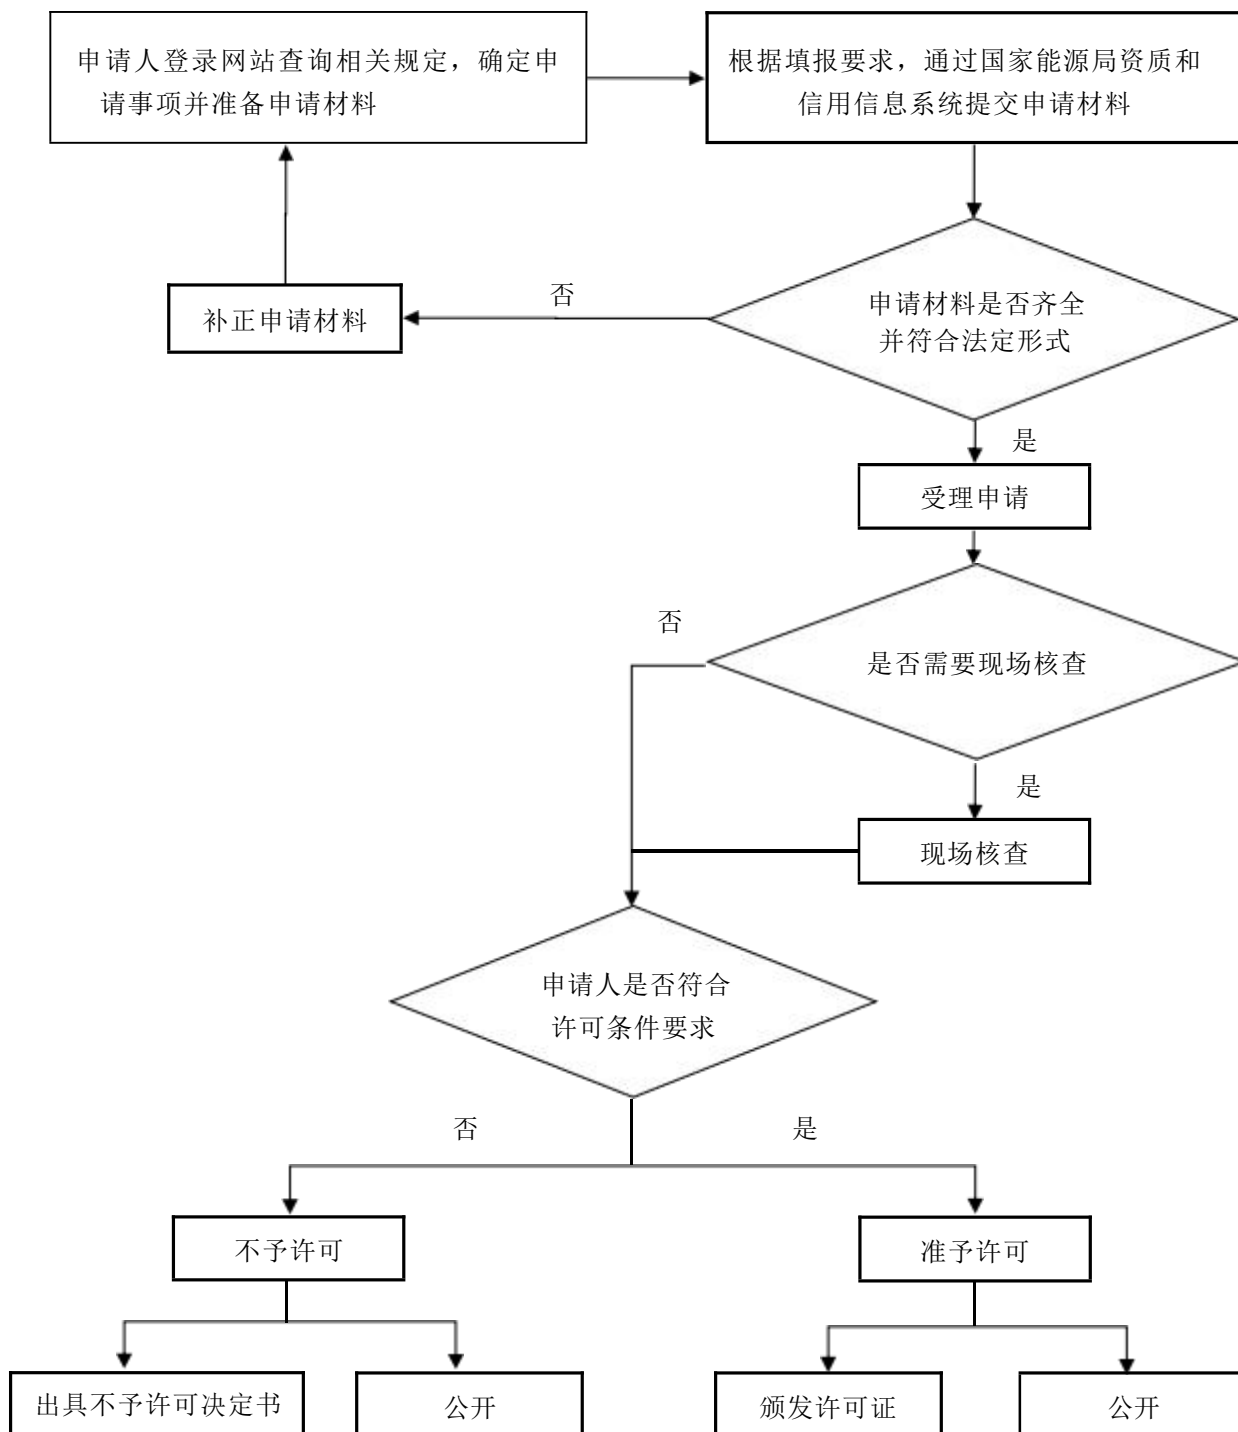 申请人登录网站查询相关规定，确定申
请事项并准备申请材料
根据填报要求，通过国家能源局资质和
信用信息系统提交申请材料
否
补正申请材料
申请材料是否齐全
并符合法定形式
是
受理申请
否
是否需要现场核查
是
现场核查
申请人是否符合
许可条件要求
否
是
不予许可
准予许可
出具不予许可决定书
公开
颁发许可证
公开